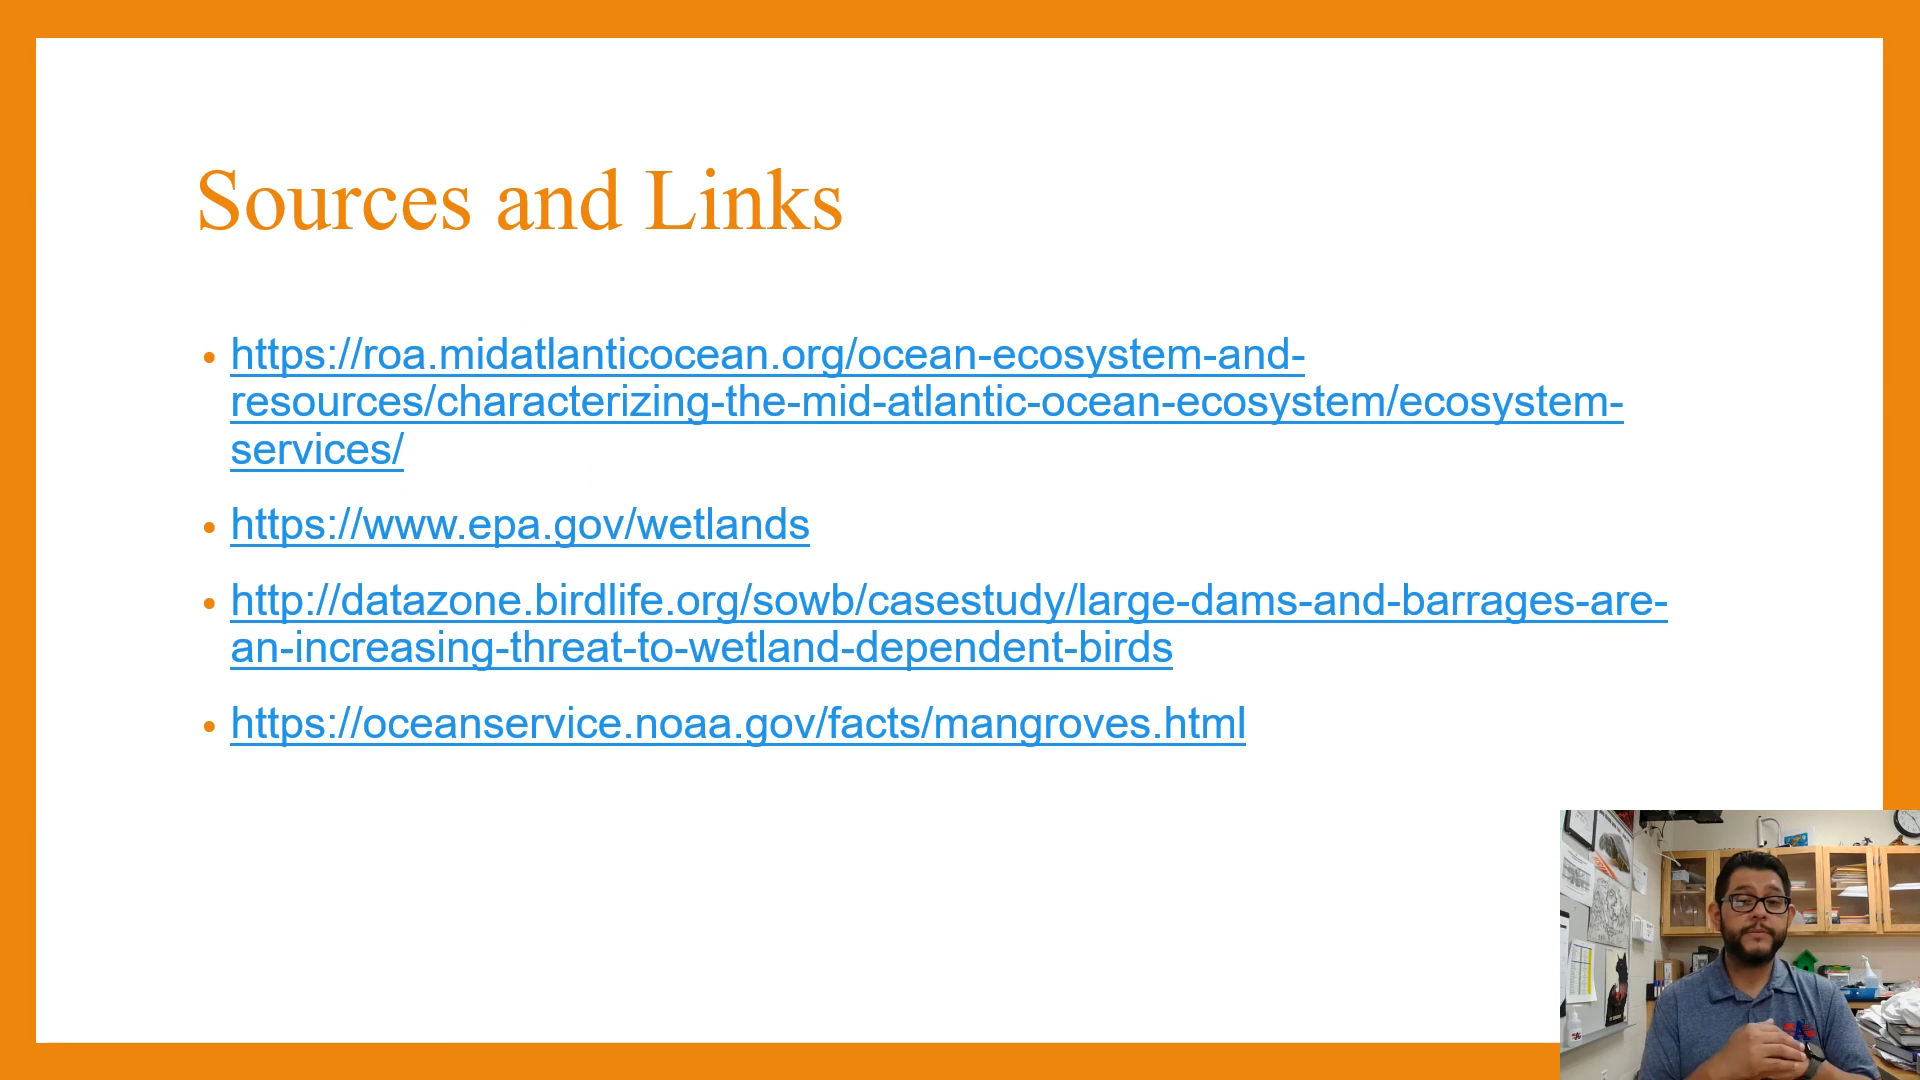 Sources and Links
https://roa.midatlanticocean.org/ocean-ecosystem-and-
resources/characterizing-the-mid-atlantic-ocean-ecosystem/ecosystem-
services/
https://www.epa.gov/wetlands
http://datazone.birdlife.org/sowb/casestudy/large-dams-and-barrages-are-
an-increasing-threat-to-wetland-dependent-birds
https://oceanservice.noaa.gov/facts/mangroves.html